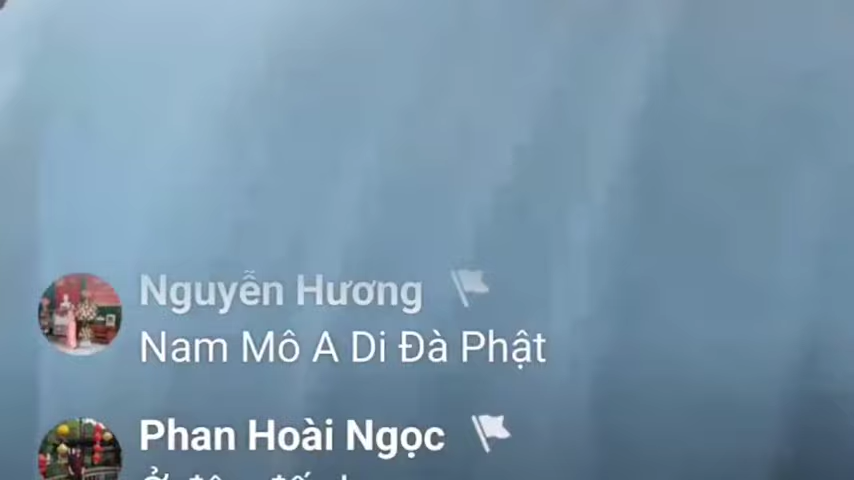 Nguyễn Hương
Nam Mô A Di Đà Phật
Phan Hoài Ngọc